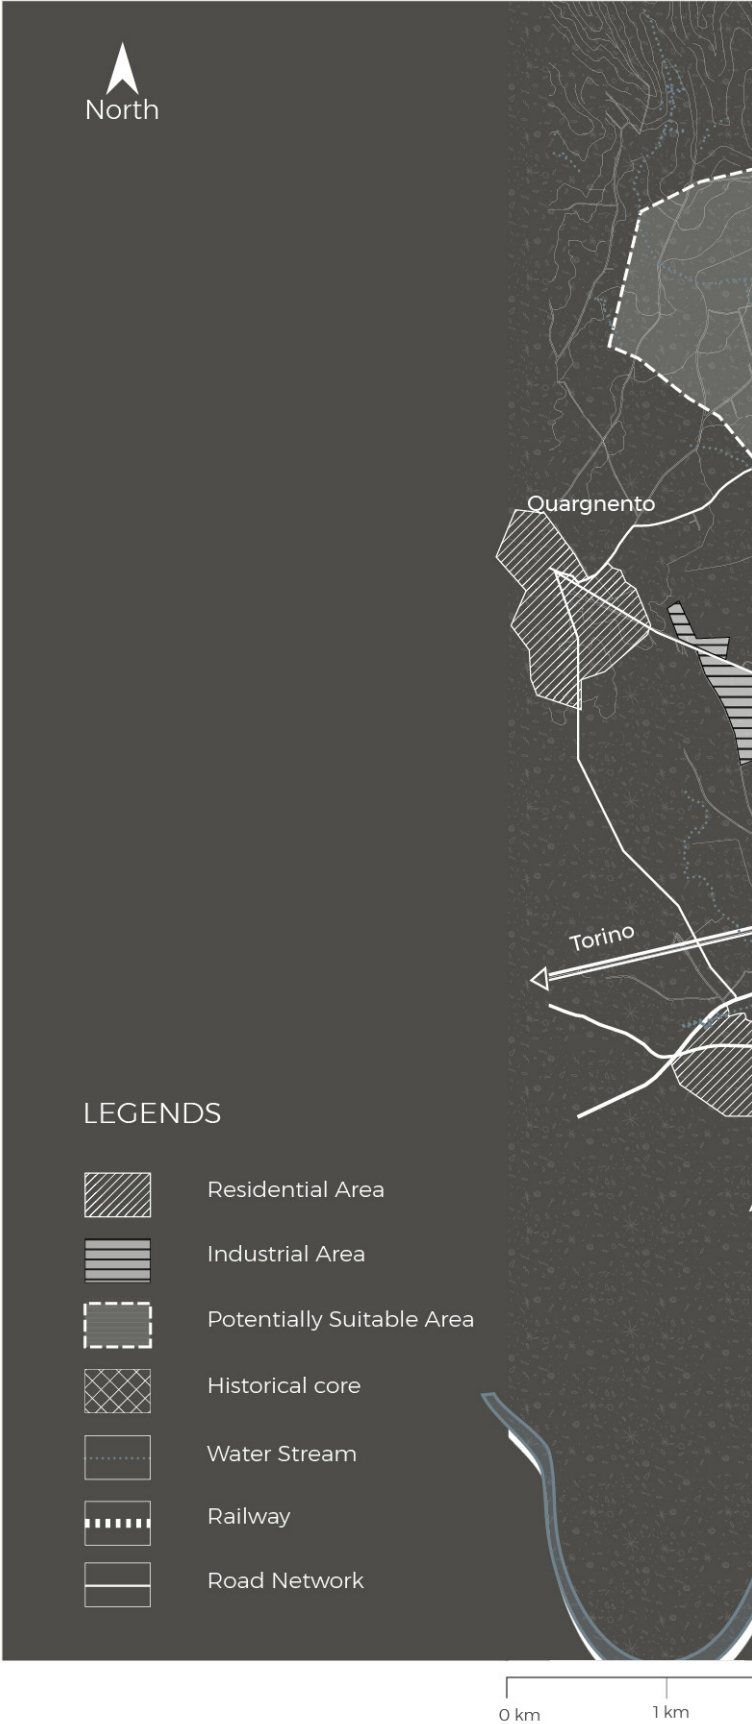 North
Quargnento
Torino
LEGENDS
Residential Area
Industrial Area
Potentially Suitable Area
Historical core
Water Stream
Railway
Road Network
0 km
1 km